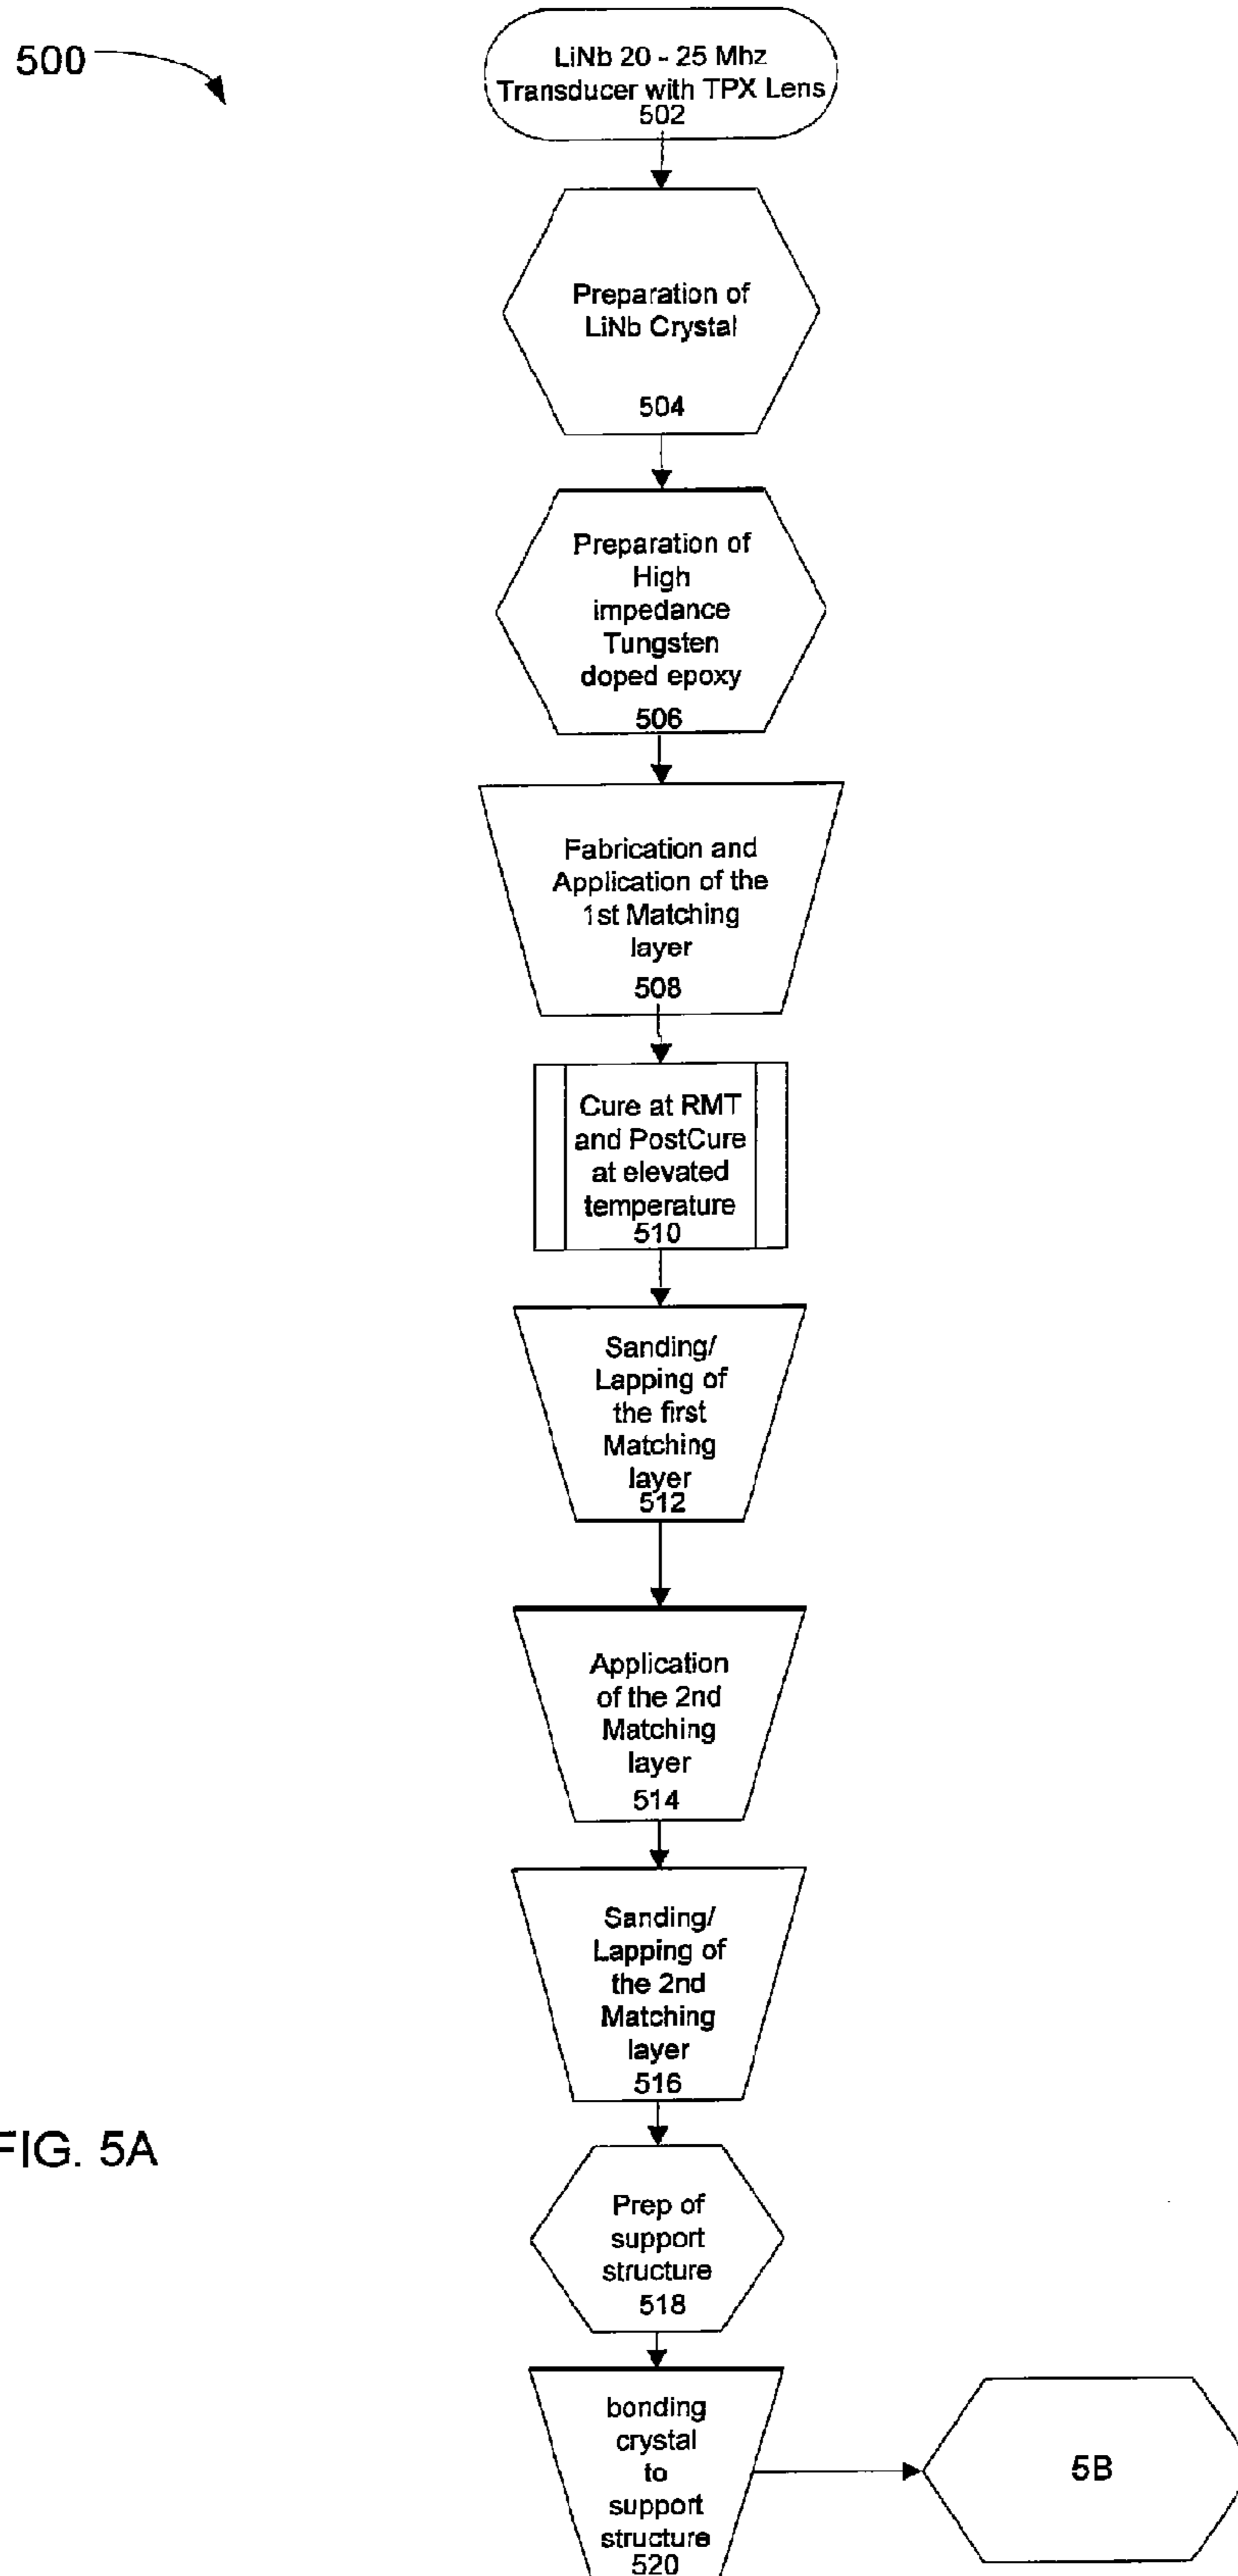 500
LiNb 20 - 25 Mhz
Transducer with TPX Lens
502
Preparation of
LiNb Crystal
504
Preparation of
High
impedance
Tungsten
doped epoxy
506
Fabrication and
Application of the
1st Matching
layer
508
Cure at RMT
and PostCure
at elevated
temperature
510
Sanding/
Lapping of
the first
Matching
layer
512
Application
of the 2nd
Matching
layer
514
Sanding/
Lapping of
the 2nd
Matching
layer
516
FIG. 5A
Prep of
support
structure
518
bonding
crystal
to
support
structure
520
5B